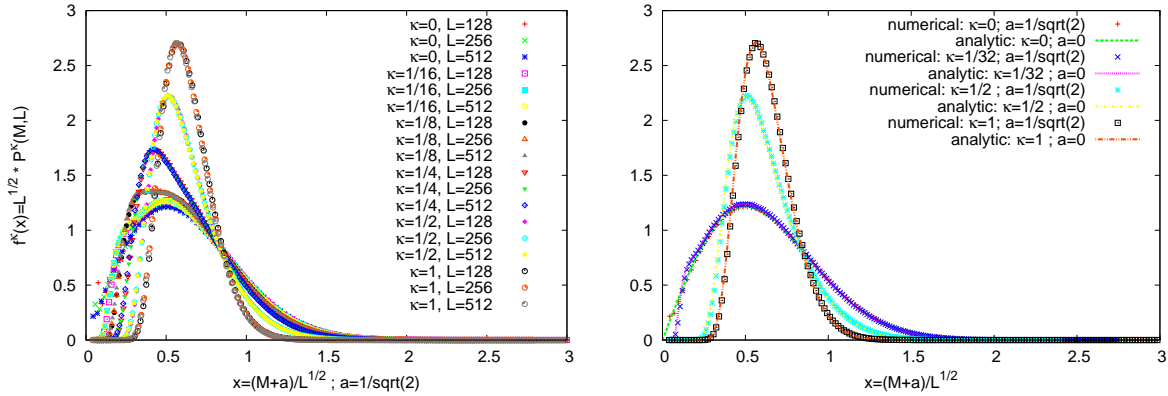 f^κ(x)=L^{1/2} * P^κ(M,L)
3
2.5
2
1.5
1
0.5
0
0 0.5 1 1.5 2 2.5 3
x=(M+a)/L^{1/2} ; a=1/sqrt(2)
κ=0, L=128
κ=0, L=256
κ=0, L=512
κ=1/16, L=128
κ=1/16, L=256
κ=1/16, L=512
κ=1/8, L=128
κ=1/8, L=256
κ=1/8, L=512
κ=1/4, L=128
κ=1/4, L=256
κ=1/4, L=512
κ=1/2, L=128
κ=1/2, L=256
κ=1/2, L=512
κ=1, L=128
κ=1, L=256
κ=1, L=512
3
2.5
2
1.5
1
0.5
0
0 0.5 1 1.5 2 2.5 3
x=(M+a)/L^{1/2}
numerical: κ=0; a=1/sqrt(2)
analytic: κ=0; a=0
numerical: κ=1/32; a=1/sqrt(2)
analytic: κ=1/32 ; a=0
numerical: κ=1/2 ; a=1/sqrt(2)
analytic: κ=1/2 ; a=0
numerical: κ=1; a=1/sqrt(2)
analytic: κ=1 ; a=0